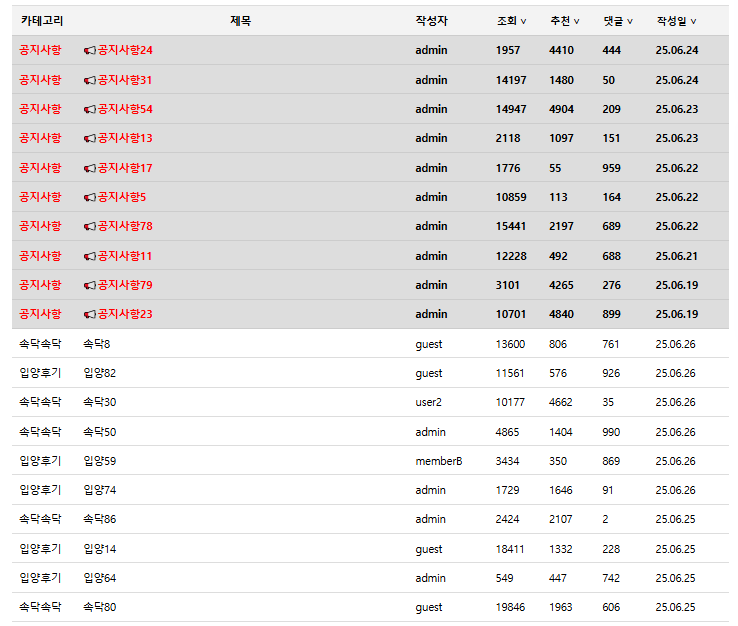 카테고리 제목 작성자 조회 ∨ 추천 ∨ 댓글 ∨ 작성일 ∨
공지사항 📢공지사항24 admin 1957 4410 444 25.06.24
공지사항 📢공지사항31 admin 14197 1480 50 25.06.24
공지사항 📢공지사항54 admin 14947 4904 209 25.06.23
공지사항 📢공지사항13 admin 2118 1097 151 25.06.23
공지사항 📢공지사항17 admin 1776 55 959 25.06.22
공지사항 📢공지사항5 admin 10859 113 164 25.06.22
공지사항 📢공지사항78 admin 15441 2197 689 25.06.22
공지사항 📢공지사항11 admin 12228 492 688 25.06.21
공지사항 📢공지사항79 admin 3101 4265 276 25.06.19
공지사항 📢공지사항23 admin 10701 4840 899 25.06.19
속닥속닥 속닥8 guest 13600 806 761 25.06.26
입양후기 입양82 guest 11561 576 926 25.06.26
속닥속닥 속닥30 user2 10177 4662 35 25.06.26
속닥속닥 속닥50 admin 4865 1404 990 25.06.26
입양후기 입양59 memberB 3434 350 869 25.06.26
입양후기 입양74 admin 1729 1646 91 25.06.26
속닥속닥 속닥86 admin 2424 2107 2 25.06.25
입양후기 입양14 guest 18411 1332 228 25.06.25
입양후기 입양64 admin 549 447 742 25.06.25
속닥속닥 속닥80 guest 19846 1963 606 25.06.25